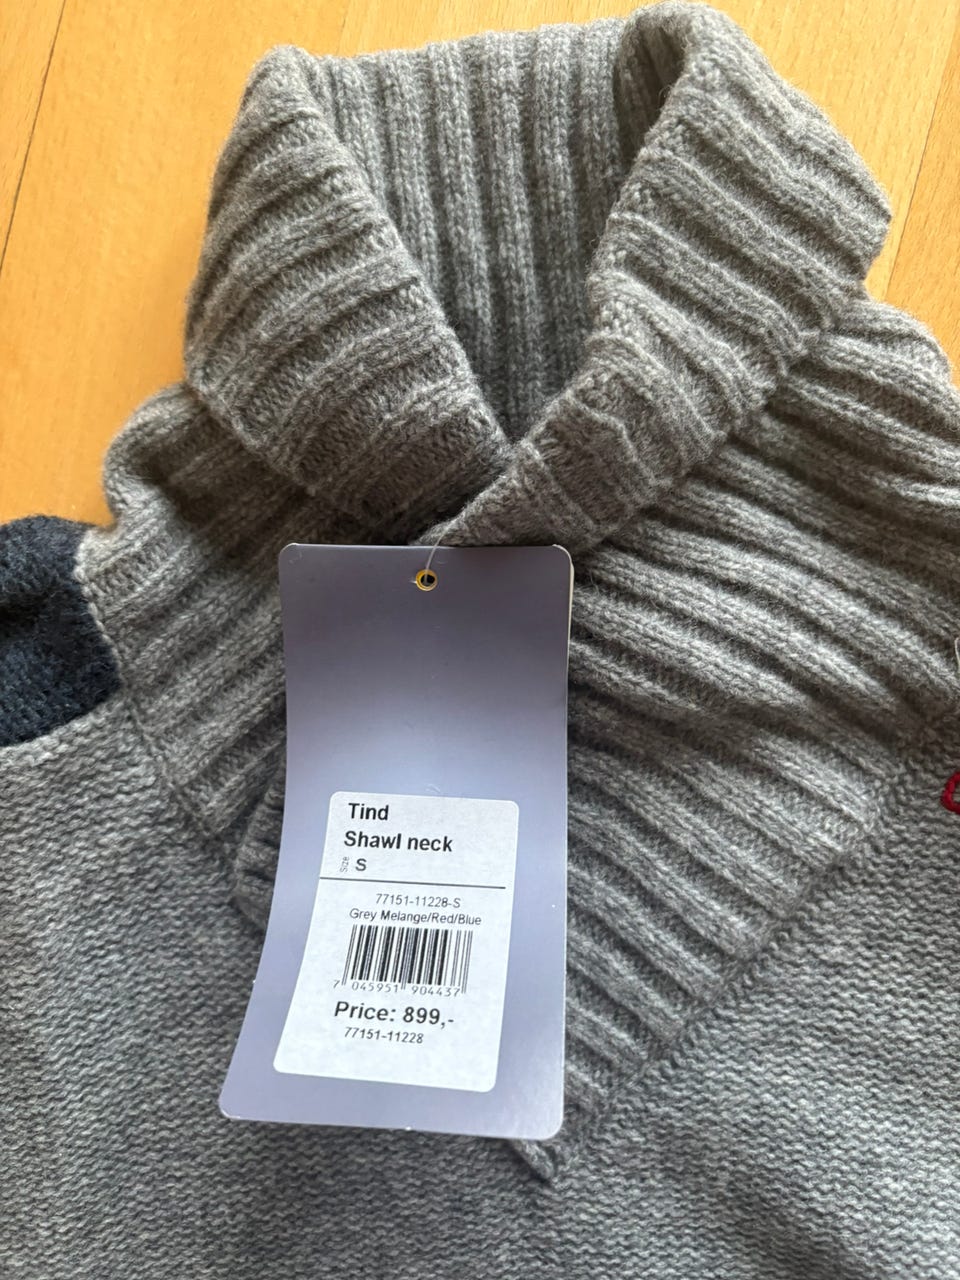 Tind
Shawl neck
Size S
77151-11228-S
Grey Melange/Red/Blue
7 045951 904437
Price: 899,-
77151-11228